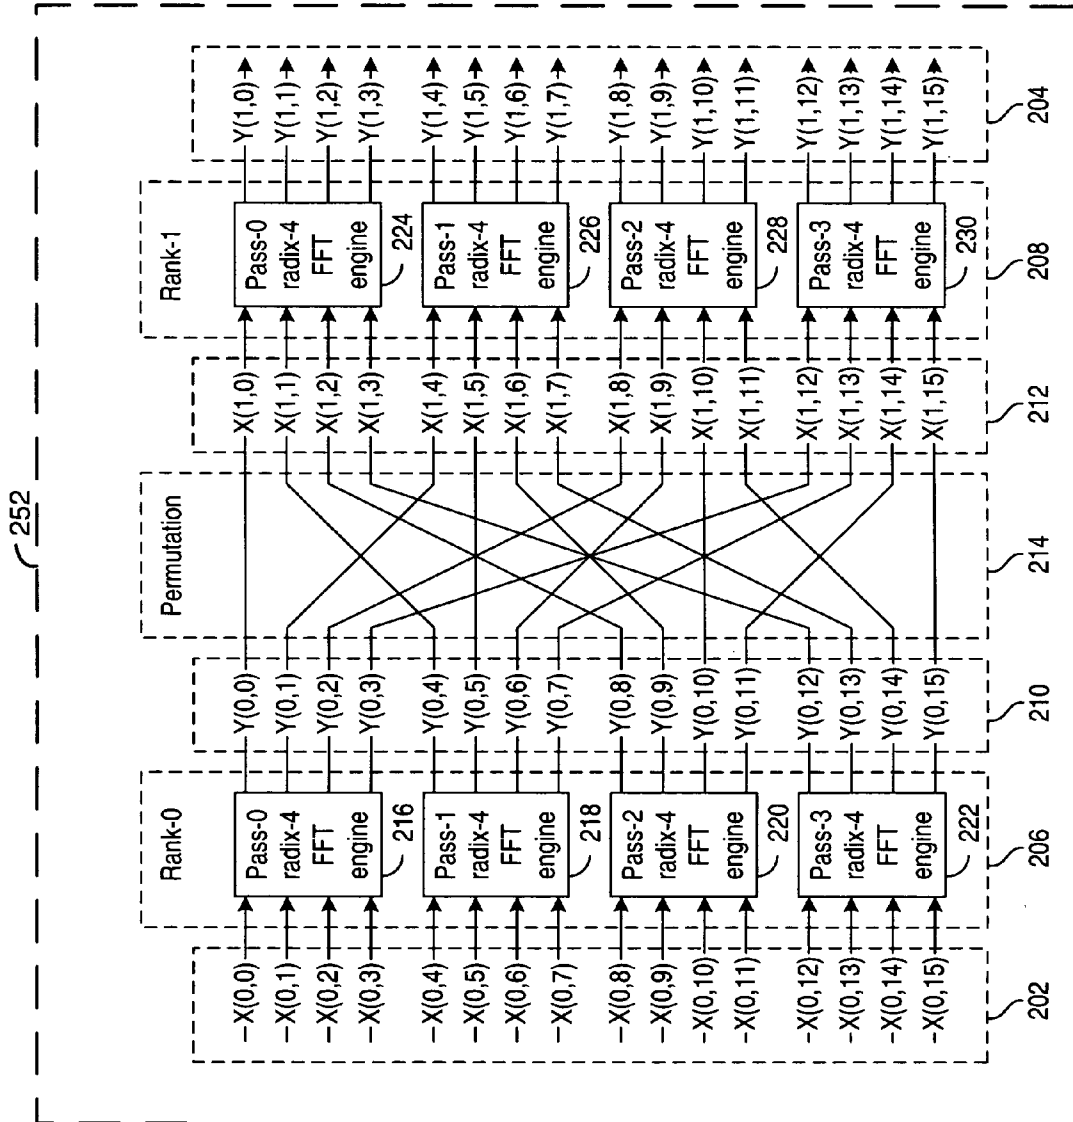 252
Rank-0
Permutation
Rank-1
X(0,0)
X(0,1)
X(0,2)
X(0,3)
X(0,4)
X(0,5)
X(0,6)
X(0,7)
X(0,8)
X(0,9)
X(0,10)
X(0,11)
X(0,12)
X(0,13)
X(0,14)
X(0,15)
202
Pass-0
radix-4
FFT
engine
216
Pass-1
radix-4
FFT
engine
218
Pass-2
radix-4
FFT
engine
220
Pass-3
radix-4
FFT
engine
222
206
Y(0,0)
Y(0,1)
Y(0,2)
Y(0,3)
Y(0,4)
Y(0,5)
Y(0,6)
Y(0,7)
Y(0,8)
Y(0,9)
Y(0,10)
Y(0,11)
Y(0,12)
Y(0,13)
Y(0,14)
Y(0,15)
210
214
X(1,0)
X(1,1)
X(1,2)
X(1,3)
X(1,4)
X(1,5)
X(1,6)
X(1,7)
X(1,8)
X(1,9)
X(1,10)
X(1,11)
X(1,12)
X(1,13)
X(1,14)
X(1,15)
212
Pass-0
radix-4
FFT
engine
224
Pass-1
radix-4
FFT
engine
226
Pass-2
radix-4
FFT
engine
228
Pass-3
radix-4
FFT
engine
230
208
Y(1,0)
Y(1,1)
Y(1,2)
Y(1,3)
Y(1,4)
Y(1,5)
Y(1,6)
Y(1,7)
Y(1,8)
Y(1,9)
Y(1,10)
Y(1,11)
Y(1,12)
Y(1,13)
Y(1,14)
Y(1,15)
204